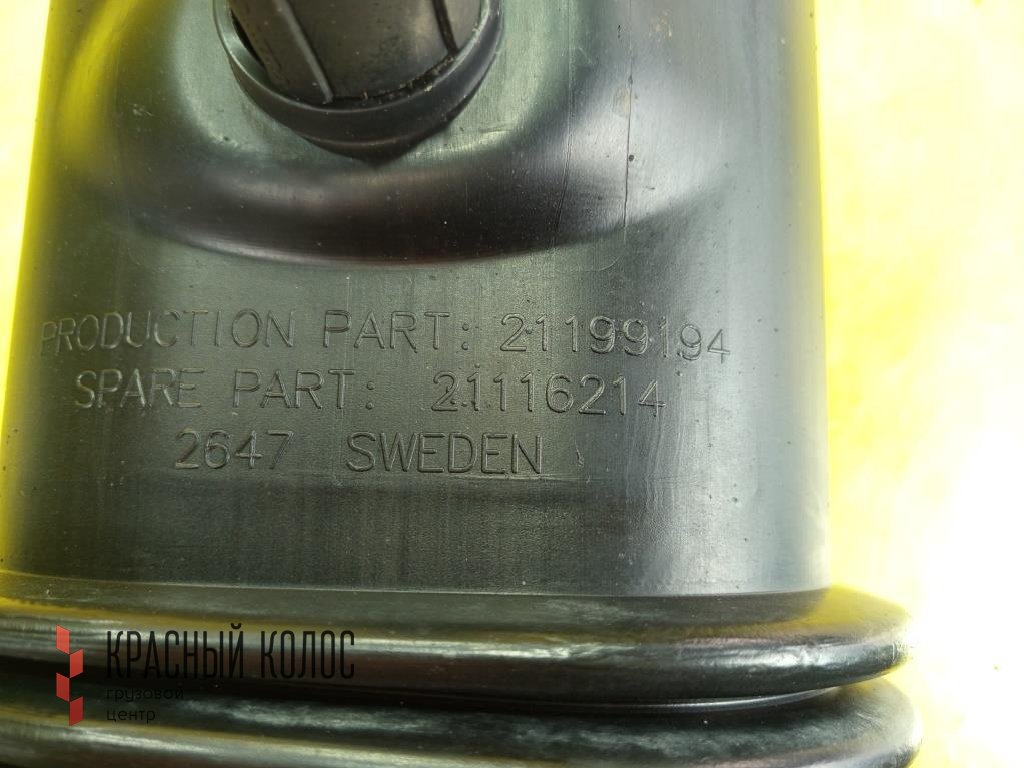 PRODUCTION PART: 21199194
SPARE PART: 21116214
2647 SWEDEN
КРАСНЫЙ КОЛОС
грузовой
центр